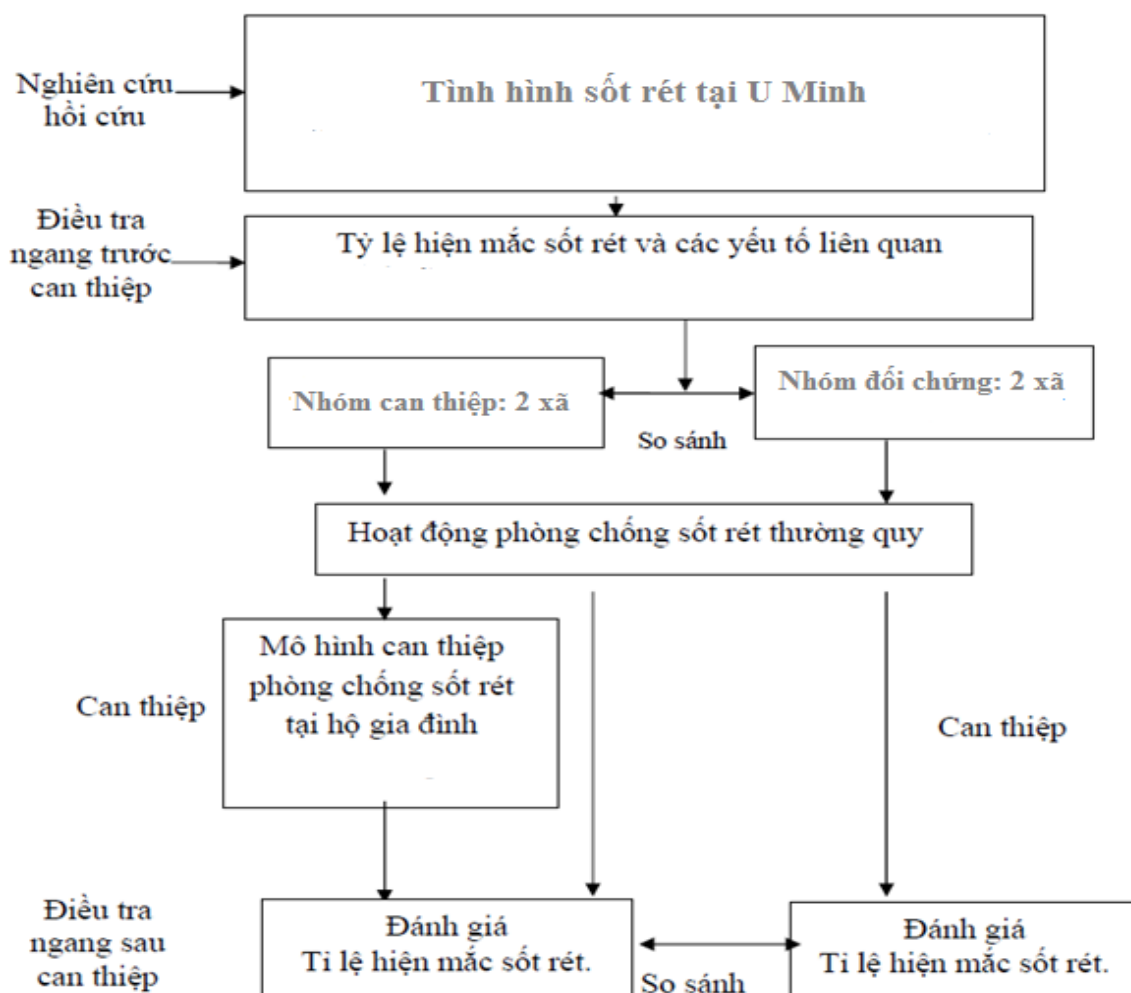 Nghiên cứu
hồi cứu
Tình hình sốt rét tại U Minh
Điều tra
ngang trước
can thiệp
Tỷ lệ hiện mắc sốt rét và các yếu tố liên quan
Nhóm can thiệp: 2 xã
Nhóm đối chứng: 2 xã
So sánh
Hoạt động phòng chống sốt rét thường quy
Can thiệp
Mô hình can thiệp
phòng chống sốt rét
tại hộ gia đình
Can thiệp
Điều tra
ngang sau
can thiệp
Đánh giá
Tỉ lệ hiện mắc sốt rét.
So sánh
Đánh giá
Tỉ lệ hiện mắc sốt rét.